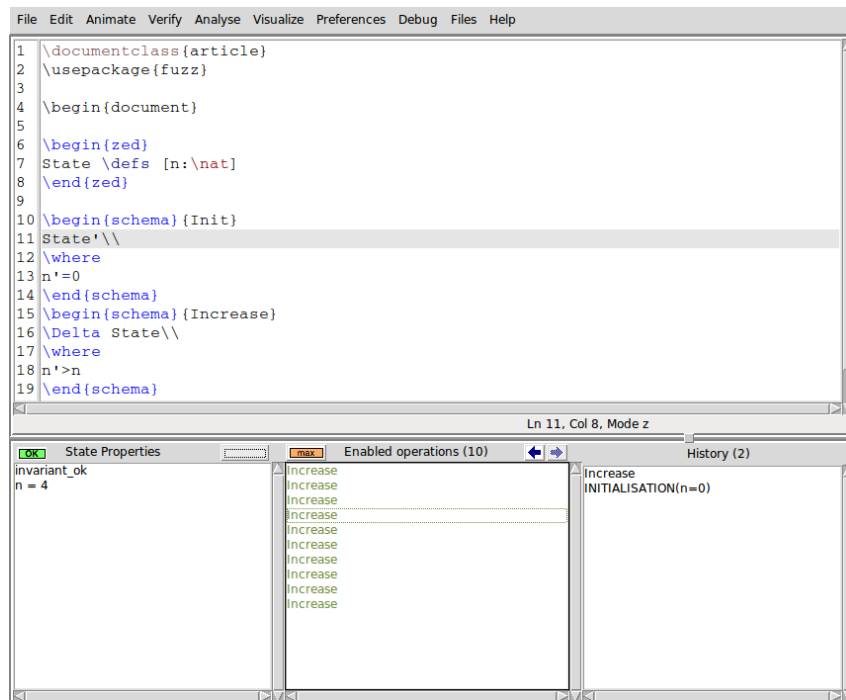 File Edit Animate Verify Analyse Visualize Preferences Debug Files Help
1 \documentclass{article}
2 \usepackage{fuzz}
3
4 \begin{document}
5
6 \begin{zed}
7 State \defs [n:\nat]
8 \end{zed}
9
10 \begin{schema}{Init}
11 State'\\
12 \where
13 n'=0
14 \end{schema}
15 \begin{schema}{Increase}
16 \Delta State\\
17 \where
18 n'>n
19 \end{schema}
Ln 11, Col 8, Mode z
OK State Properties
invariant_ok
n = 4
max Enabled operations (10)
Increase
Increase
Increase
Increase
Increase
Increase
Increase
Increase
Increase
Increase
History (2)
Increase
INITIALISATION(n=0)